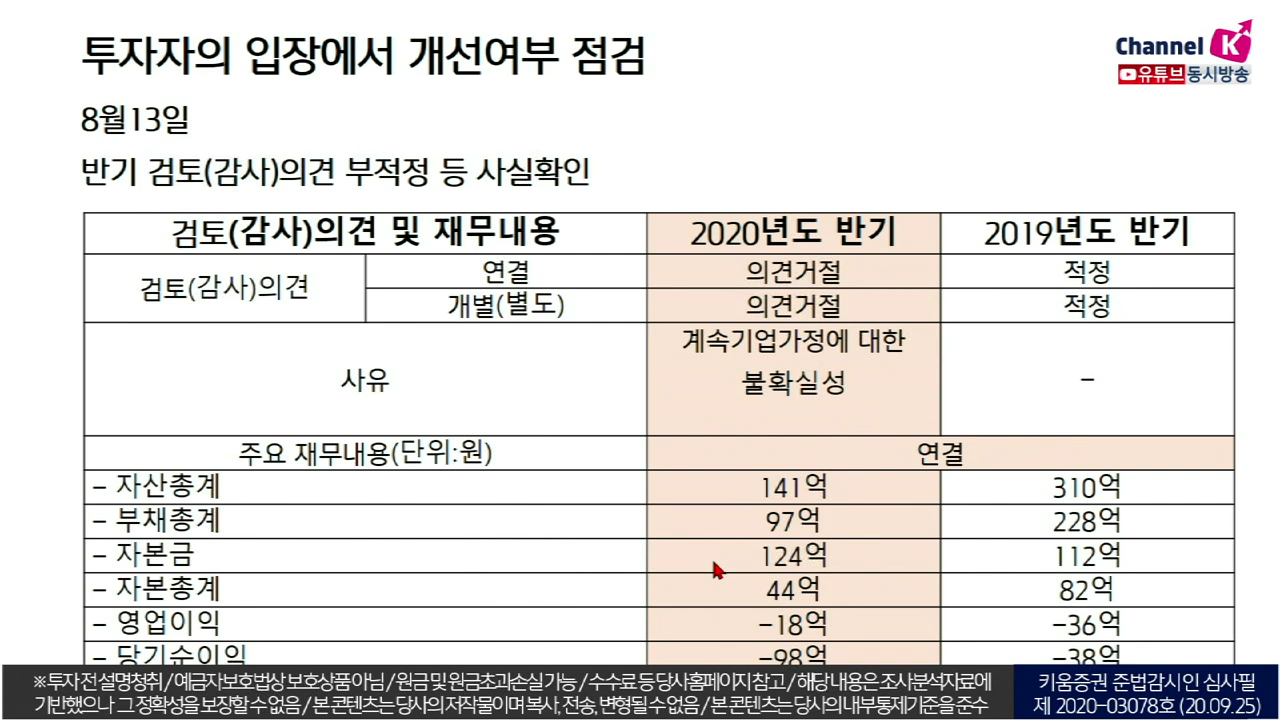 투자자의 입장에서 개선여부 점검
Channel K
유튜브동시방송
8월13일
반기 검토(감사)의견 부적정 등 사실확인
검토(감사)의견 및 재무내용 2020년도 반기 2019년도 반기
검토(감사)의견 연결 의견거절 적정
개별(별도) 의견거절 적정
사유 계속기업가정에 대한
불확실성 –
주요 재무내용(단위:원) 연결
– 자산총계 141억 310억
– 부채총계 97억 228억
– 자본금 124억 112억
– 자본총계 44억 82억
– 영업이익 –18억 –36억
– 당기순이익 –98억 –38억
※투자 전 설명청취 / 예금자보호법상 보호상품 아님 / 원금 및 원금초과손실 가능 / 수수료 등 당사홈페이지 참고 / 해당 내용은 조사분석자료에
기반했으나 그 정확성을 보장할 수 없음 / 본 콘텐츠는 당사의 저작물이며 복사, 전송, 변형될 수 없음 / 본 콘텐츠는 당사의 내부통제기준을 준수
키움증권 준법감시인 심사필
제 2020-03078호 (20.09.25)